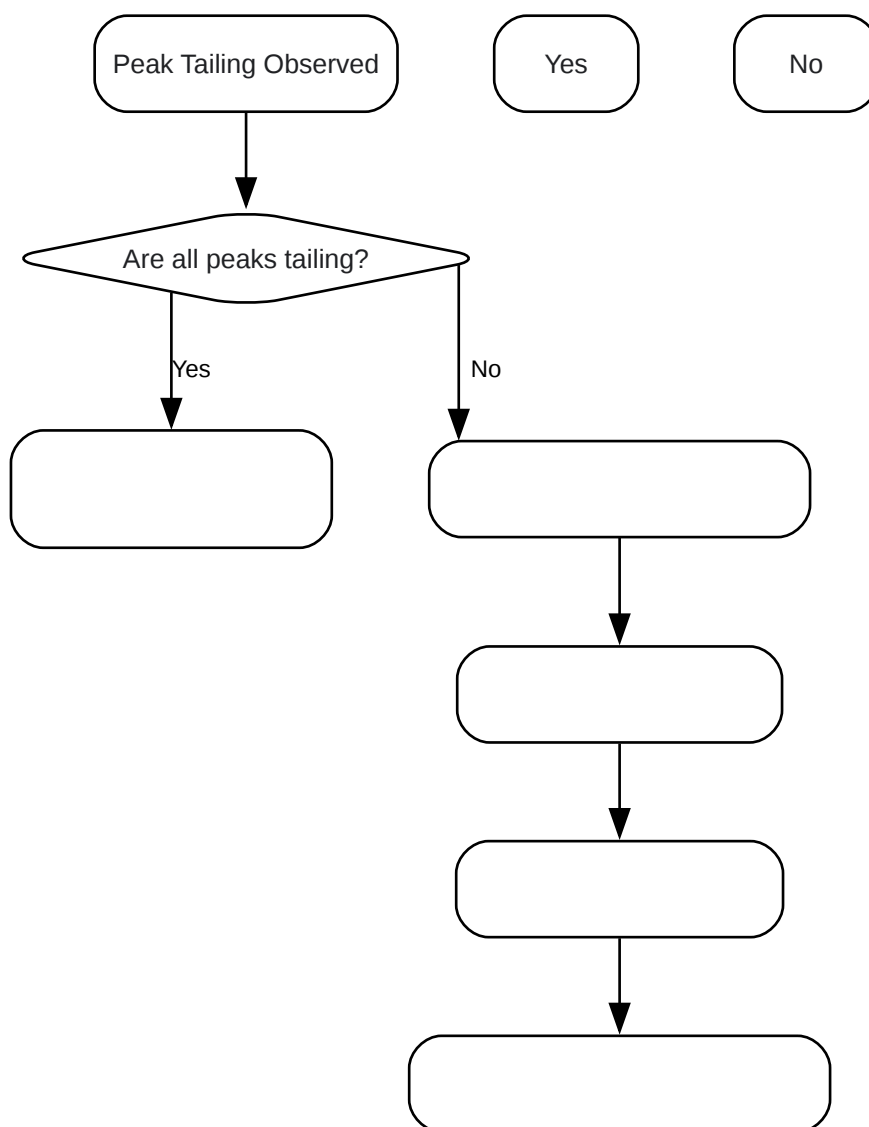 Peak Tailing Observed
Yes
No
Are all peaks tailing?
Yes
No